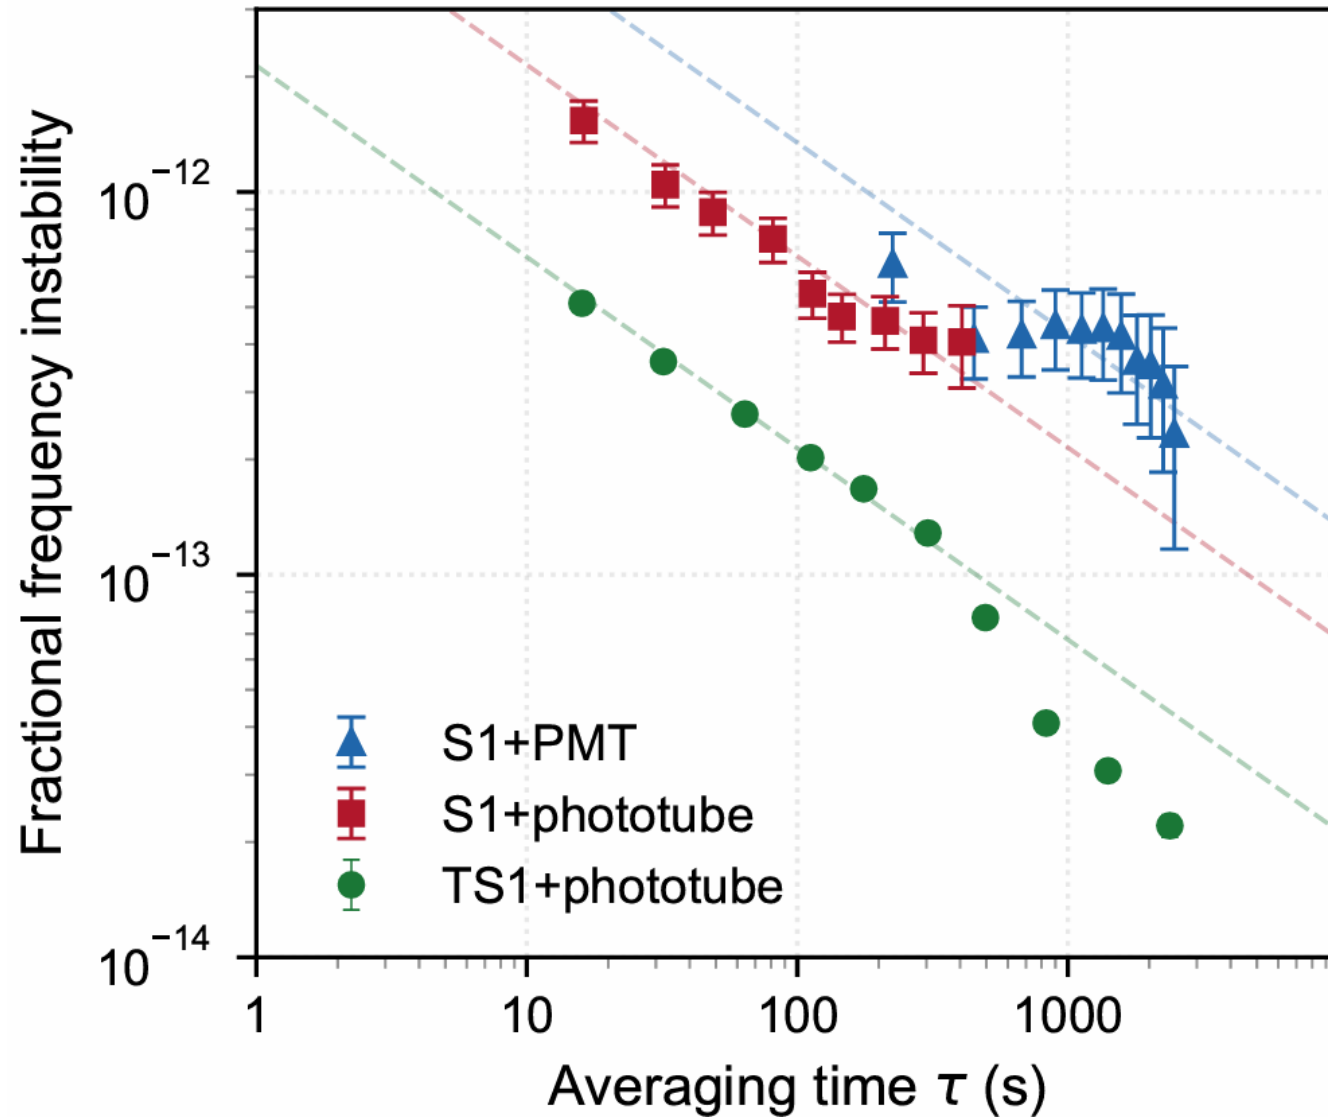 Fractional frequency instability
10−12
10−13
10−14
S1+PMT
S1+phototube
TS1+phototube
1 10 100 1000
Averaging time τ (s)